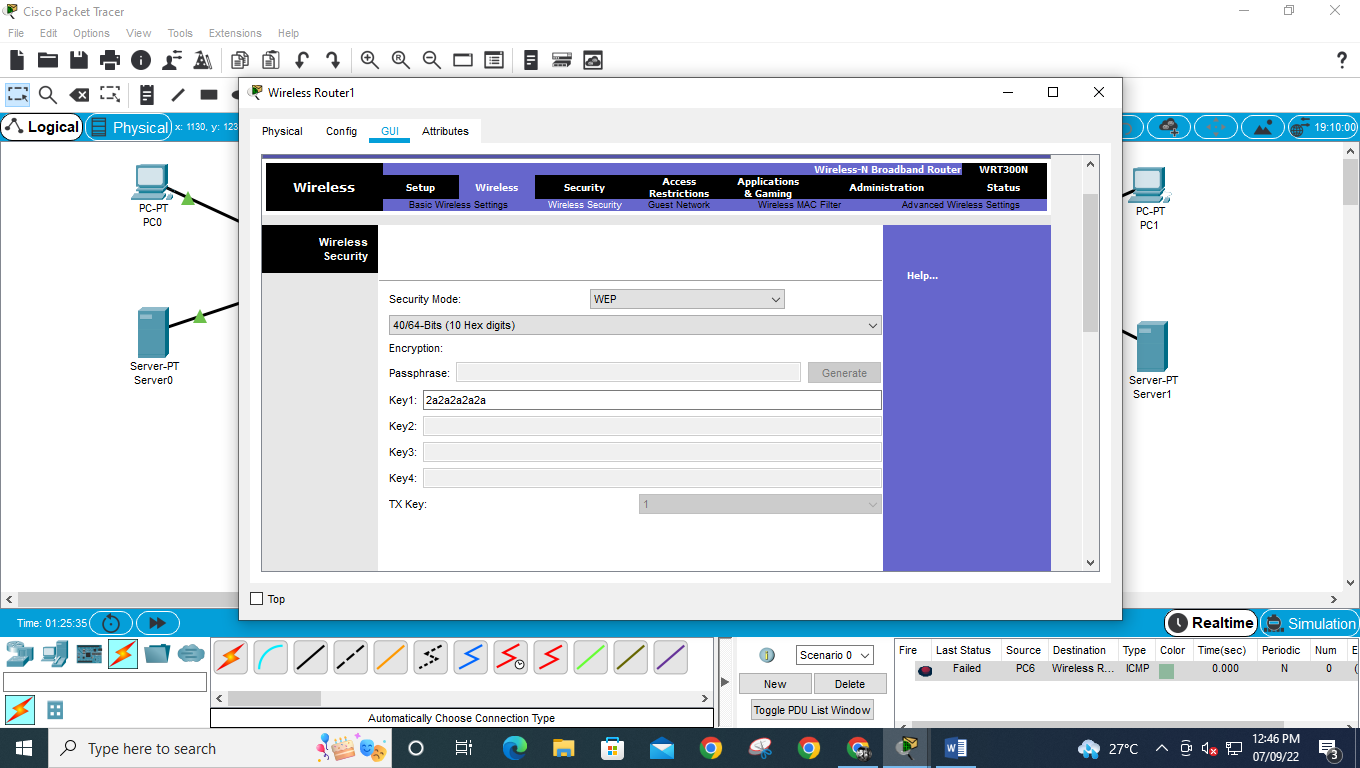 Cisco Packet Tracer
File Edit Options View Tools Extensions Help
Wireless Router1
Logical Physical x: 1130, y: 123 19:10:00
Physical Config GUI Attributes
Wireless-N Broadband Router WRT300N
Wireless Setup Wireless Security Access Restrictions Applications & Gaming Administration Status
Basic Wireless Settings Wireless Security Guest Network Wireless MAC Filter Advanced Wireless Settings
Wireless
Security
Help...
Security Mode: WEP
40/64-Bits (10 Hex digits)
Encryption:
Passphrase: Generate
Key1: 2a2a2a2a2a
Key2:
Key3:
Key4:
TX Key: 1
Top
PC-PT
PC0
Server-PT
Server0
PC-PT
PC1
Server-PT
Server1
Time: 01:25:35 Realtime Simulation
Scenario 0
New Delete
Toggle PDU List Window
Fire Last Status Source Destination Type Color Time(sec) Periodic Num E
Failed PC6 Wireless R... ICMP 0.000 N 0 (
Automatically Choose Connection Type
Type here to search
27°C
12:46 PM
07/09/22
3